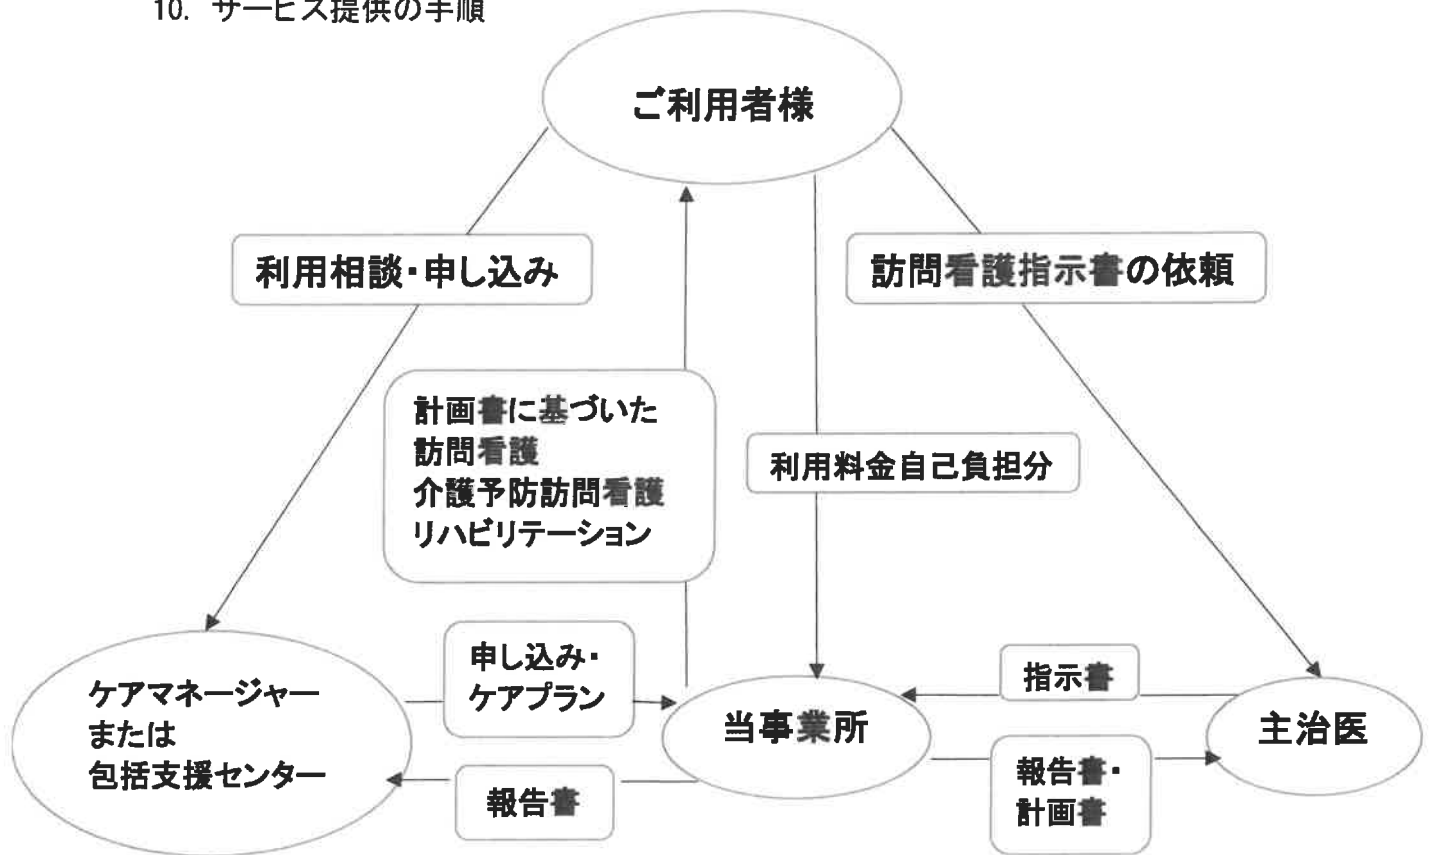 10. サービス提供の手順
ご利用者様
利用相談・申し込み
訪問看護指示書の依頼
計画書に基づいた
訪問看護
介護予防訪問看護
リハビリテーション
利用料金自己負担分
申し込み・
ケアプラン
指示書
ケアマネージャー
または
包括支援センター
当事業所
主治医
報告書
報告書・
計画書